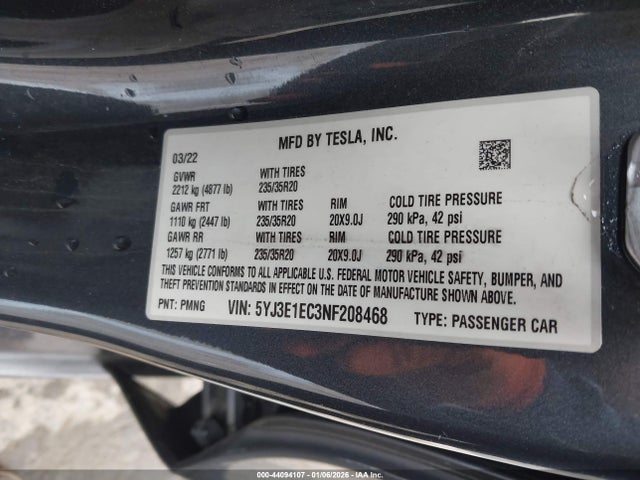 MFD BY TESLA, INC.
03/22
GVWR WITH TIRES
2212 kg (4877 lb) 235/35R20
GAWR FRT WITH TIRES RIM COLD TIRE PRESSURE
1110 kg (2447 lb) 235/35R20 20X9.0J 290 kPa, 42 psi
GAWR RR WITH TIRES RIM COLD TIRE PRESSURE
1257 kg (2771 lb) 235/35R20 20X9.0J 290 kPa, 42 psi
THIS VEHICLE CONFORMS TO ALL APPLICABLE U.S. FEDERAL MOTOR VEHICLE SAFETY, BUMPER, AND
THEFT PREVENTION STANDARDS IN EFFECT ON THE DATE OF MANUFACTURE SHOWN ABOVE.
PNT: PMNG VIN: 5YJ3E1EC3NF208468 TYPE: PASSENGER CAR
000-44094107 - 01/06/2026 - IAA, Inc.